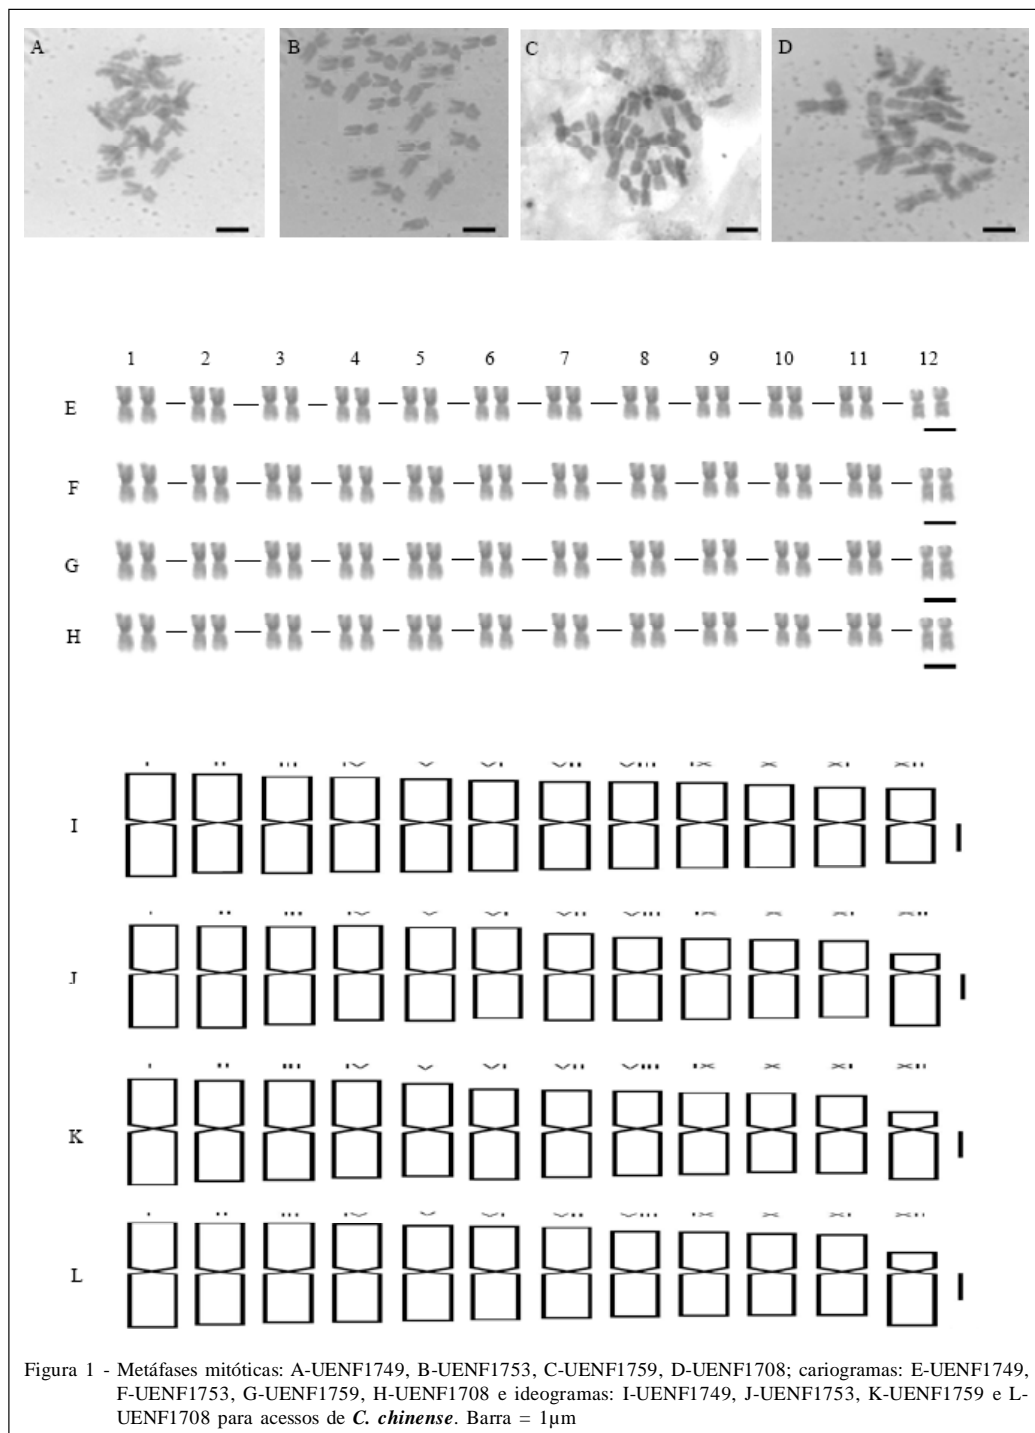 A B C D
1 2 3 4 5 6 7 8 9 10 11 12
E
F
G
H
I
J
K
L
Figura 1 - Metáfases mitóticas: A-UENF1749, B-UENF1753, C-UENF1759, D-UENF1708; cariogramas: E-UENF1749,
F-UENF1753, G-UENF1759, H-UENF1708 e ideogramas: I-UENF1749, J-UENF1753, K-UENF1759 e L-
UENF1708 para acessos de C. chinense. Barra = 1µm